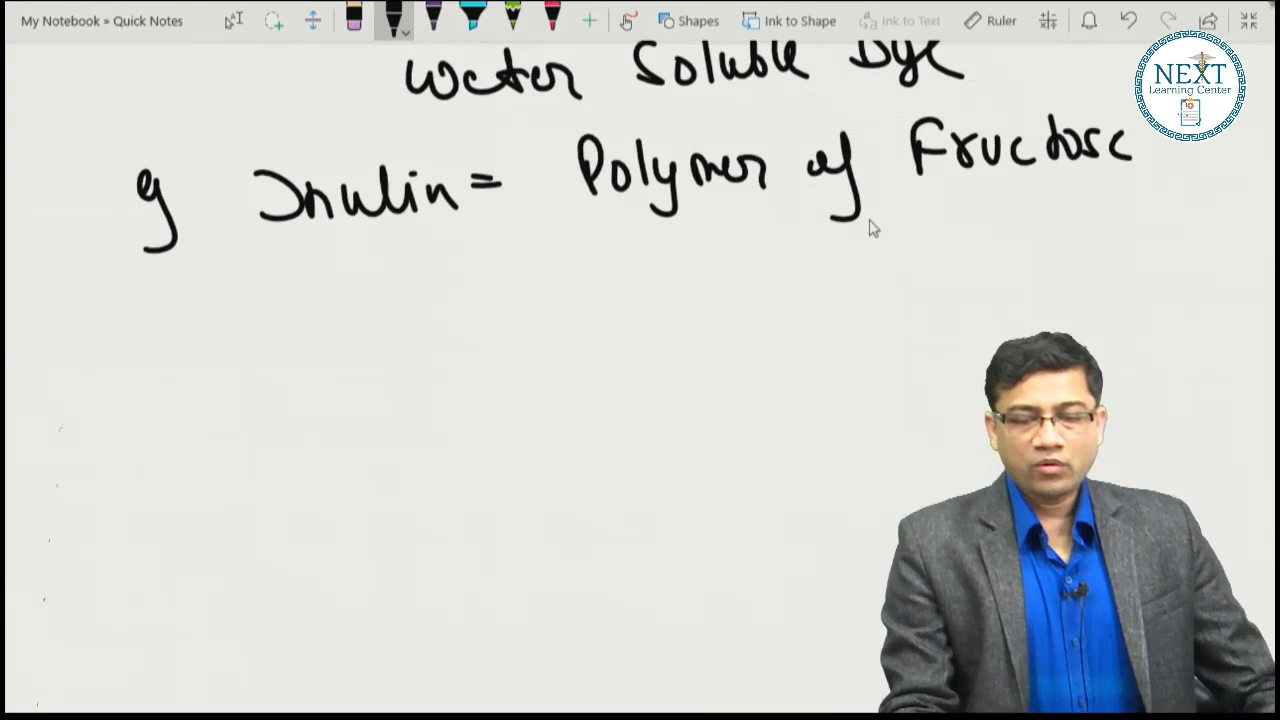 My Notebook » Quick Notes Shapes Ink to Shape Ink to Text Ruler
NEXT
Learning Center
Water Soluble Dye
g Inulin = Polymer of Fructose